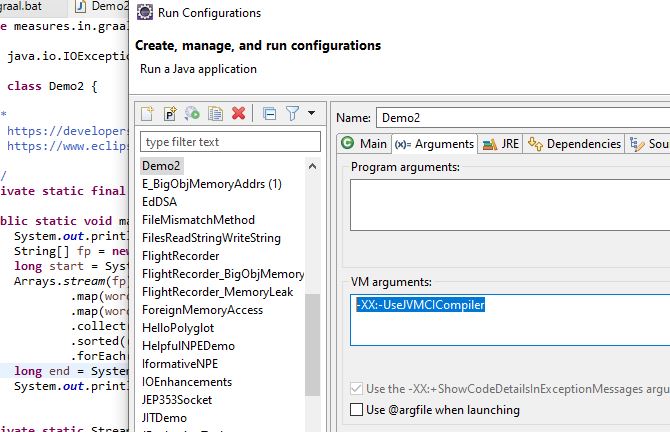 graal.bat
Demo2
measures.in.graal
java.io.IOExceptio
class Demo2 {
*
https://developers
https://www.eclips
/
ivate static final
blic static void ma
System.out.printl
String[] fp = new
long start = Syst
Arrays.stream(fp)
.map(word
.map(word
.collect(
.sorted((
.forEach(
long end = System
System.out.printl
ivate static Stream
Run Configurations
Create, manage, and run configurations
Run a Java application
type filter text
Demo2
E_BigObjMemoryAddrs (1)
EdDSA
FileMismatchMethod
FilesReadStringWriteString
FlightRecorder
FlightRecorder_BigObjMemory
FlightRecorder_MemoryLeak
ForeignMemoryAccess
HelloPolyglot
HelpfulNPEDemo
IformativeNPE
IOEnhancements
JEP353Socket
JITDemo
Name: Demo2
Main (x)= Arguments JRE Dependencies Sou
Program arguments:
VM arguments:
-XX:-UseJVMCICompiler
Use the -XX:+ShowCodeDetailsInExceptionMessages argu
Use @argfile when launching